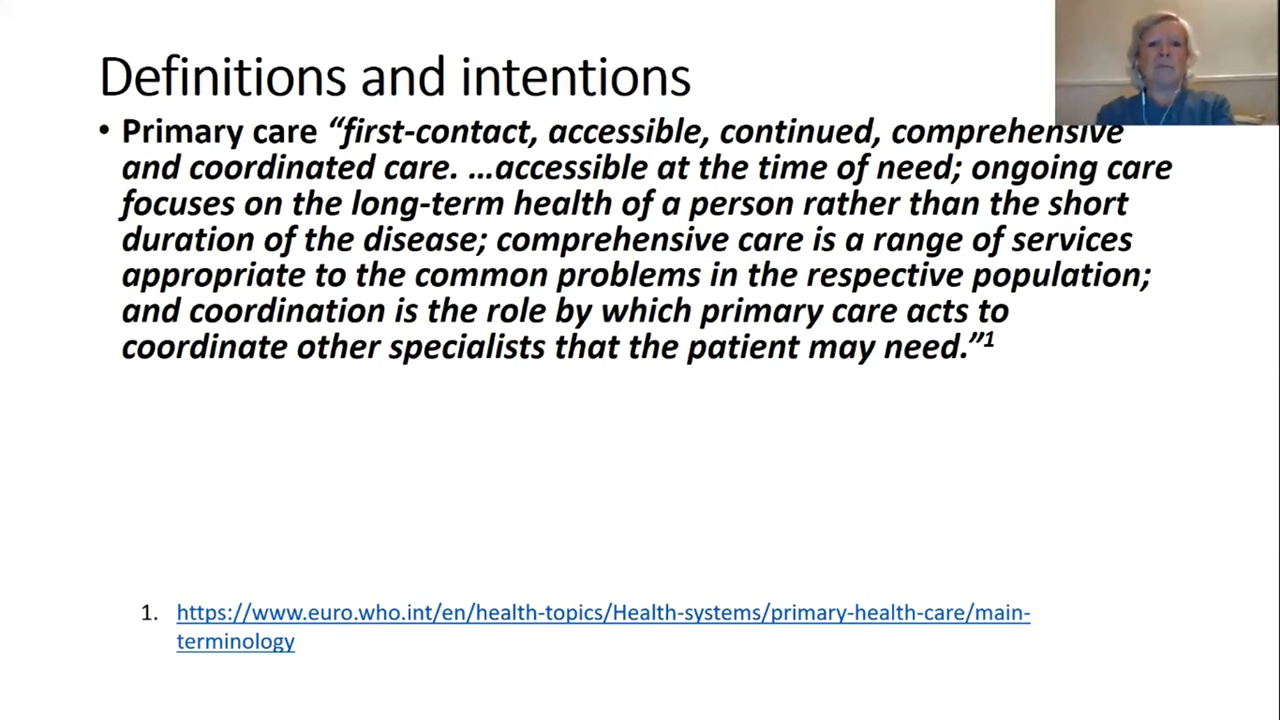 Definitions and intentions
• Primary care “first-contact, accessible, continued, comprehensive
and coordinated care. …accessible at the time of need; ongoing care
focuses on the long-term health of a person rather than the short
duration of the disease; comprehensive care is a range of services
appropriate to the common problems in the respective population;
and coordination is the role by which primary care acts to
coordinate other specialists that the patient may need.”1
1. https://www.euro.who.int/en/health-topics/Health-systems/primary-health-care/main-
terminology